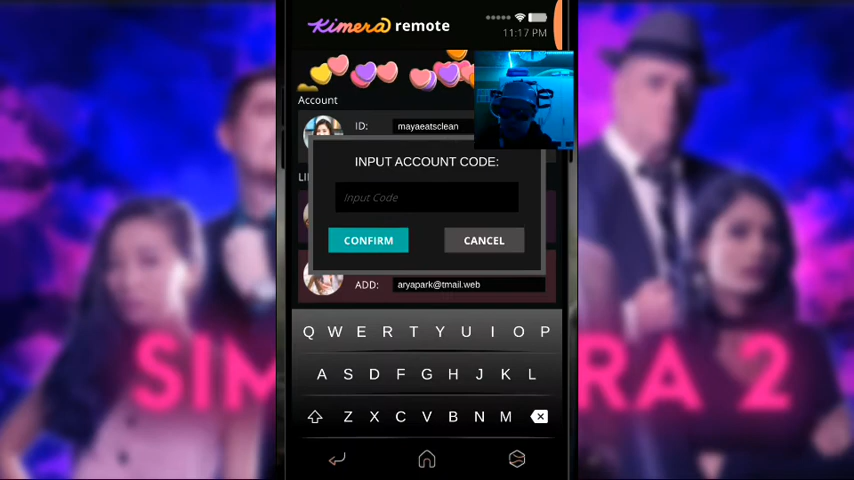 Kimera remote
11:17 PM
Account
ID: mayaeatsclean
INPUT ACCOUNT CODE:
Input Code
CONFIRM CANCEL
ADD: aryapark@tmail.web
Q W E R T Y U I O P
A S D F G H J K L
Z X C V B N M
SIM RA 2